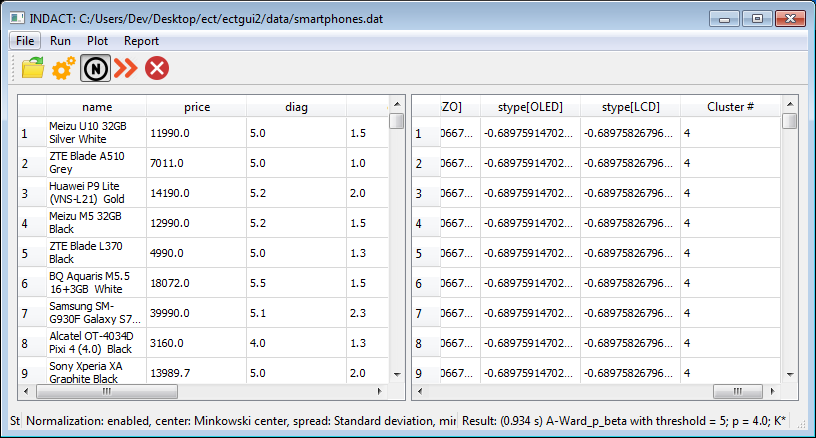 INDACT: C:/Users/Dev/Desktop/ect/ectgui2/data/smartphones.dat
File Run Plot Report
N
name price diag
1 Meizu U10 32GB Silver White 11990.0 5.0 1.5
2 ZTE Blade A510 Grey 7011.0 5.0 1.0
3 Huawei P9 Lite (VNS-L21) Gold 14190.0 5.2 2.0
4 Meizu M5 32GB Black 12990.0 5.2 1.5
5 ZTE Blade L370 Black 4990.0 5.0 1.3
6 BQ Aquaris M5.5 16+3GB White 18072.0 5.5 1.5
7 Samsung SM-G930F Galaxy S7... 39990.0 5.1 2.3
8 Alcatel OT-4034D Pixi 4 (4.0) Black 3160.0 4.0 1.3
9 Sony Xperia XA Graphite Black 13989.7 5.0 2.0
ZO] stype[OLED] stype[LCD] Cluster #
1 0667... -0.68975914702... -0.68975826796... 4
2 0667... -0.68975914702... -0.68975826796... 4
3 0667... -0.68975914702... -0.68975826796... 4
4 0667... -0.68975914702... -0.68975826796... 4
5 0667... -0.68975914702... -0.68975826796... 4
6 0667... -0.68975914702... -0.68975826796... 4
7 0667... -0.68975914702... -0.68975826796... 4
8 0667... -0.68975914702... -0.68975826796... 4
9 0667... -0.68975914702... -0.68975826796... 4
St Normalization: enabled, center: Minkowski center, spread: Standard deviation, mir Result: (0.934 s) A-Ward_p_beta with threshold = 5; p = 4.0; K*